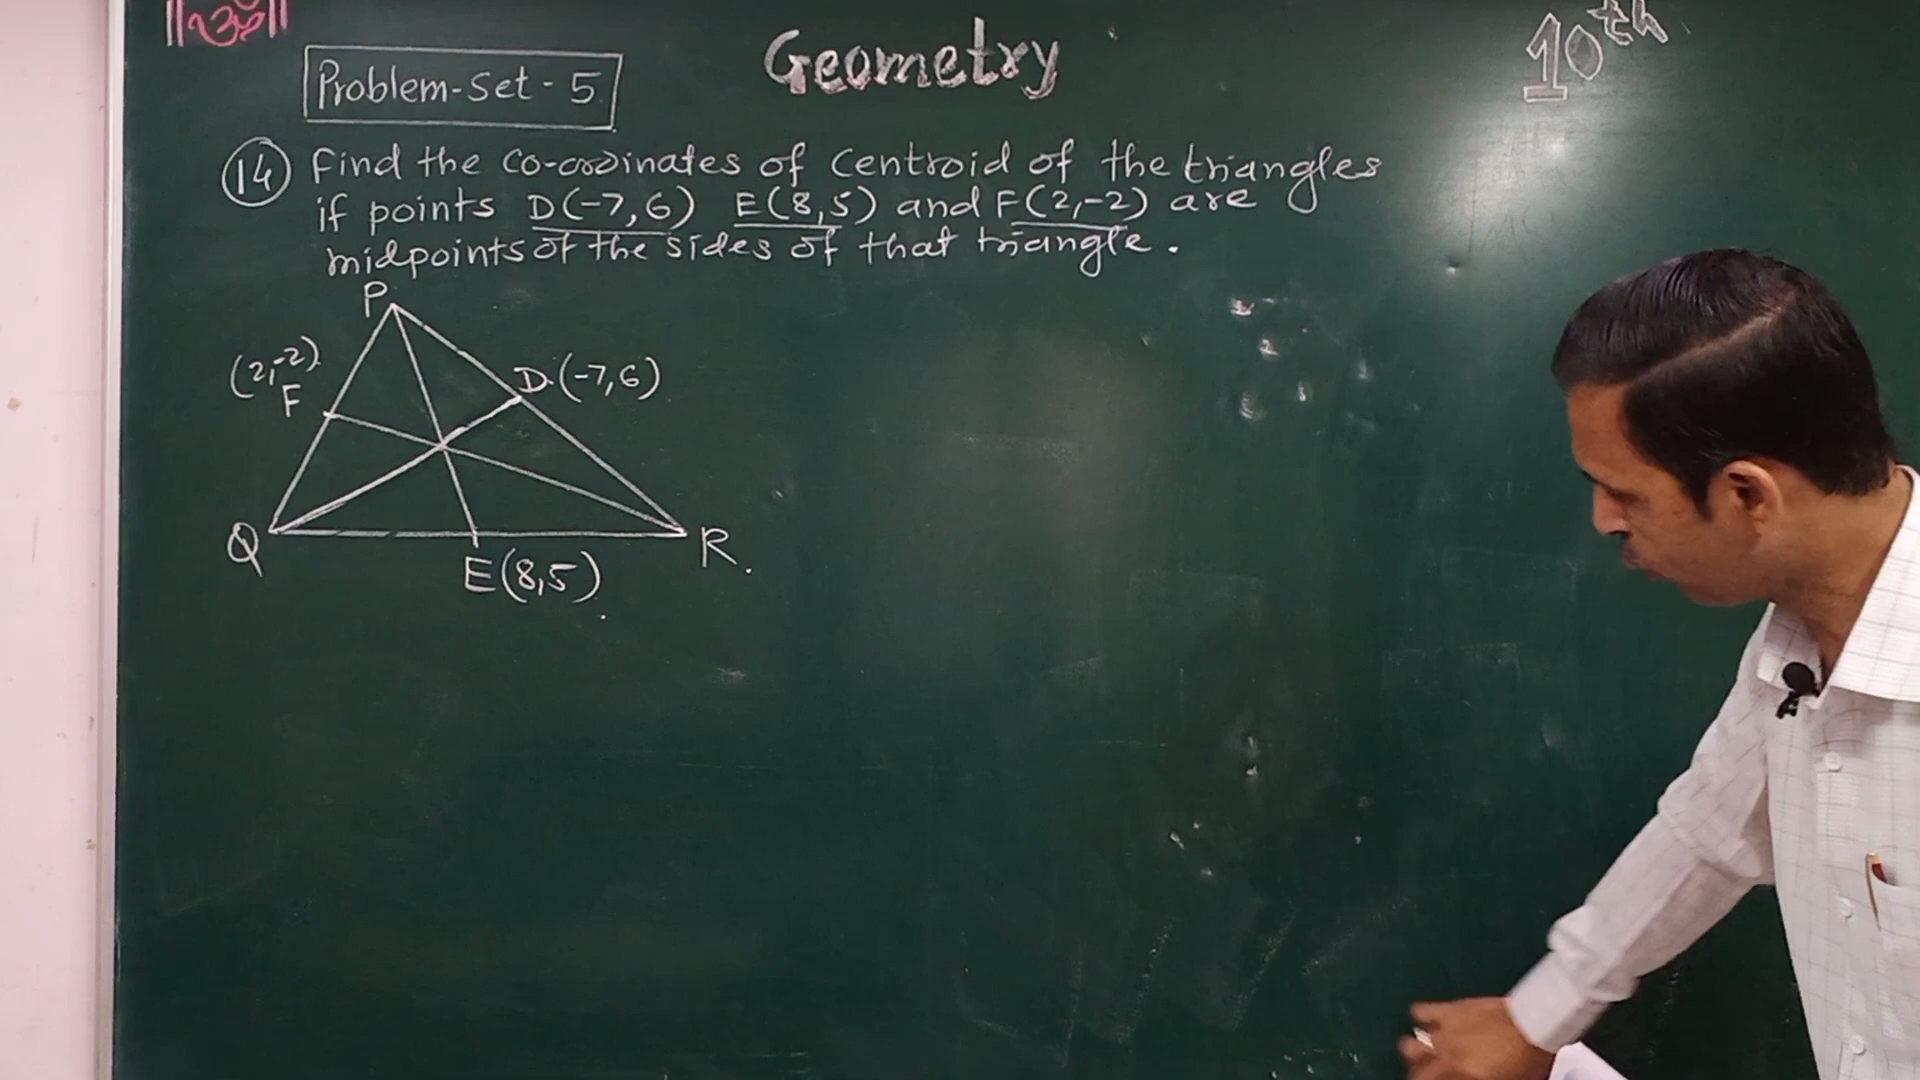 ||ૐ||
Geometry
10th
Problem-Set-5
14 Find the co-ordinates of centroid of the triangles
if points D(-7,6) E(8,5) and F(2,-2) are
midpoints of the sides of that triangle.
P
(2,-2)
F
D(-7,6)
Q
R.
E(8,5)